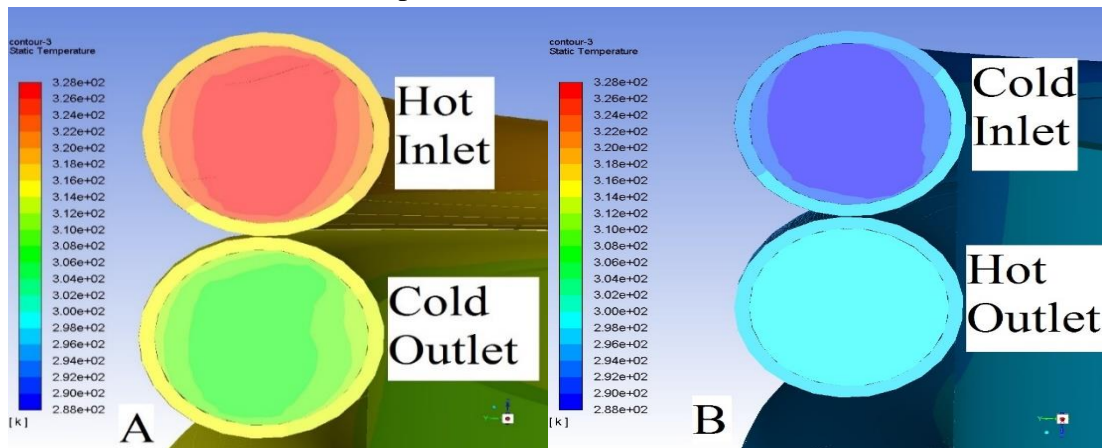 contour-3
Static Temperature
3.28e+02
3.26e+02
3.24e+02
3.22e+02
3.20e+02
3.18e+02
3.16e+02
3.14e+02
3.12e+02
3.10e+02
3.08e+02
3.06e+02
3.04e+02
3.02e+02
3.00e+02
2.98e+02
2.96e+02
2.94e+02
2.92e+02
2.90e+02
2.88e+02
[k]
Hot
Inlet
Cold
Outlet
A
contour-3
Static Temperature
3.28e+02
3.26e+02
3.24e+02
3.22e+02
3.20e+02
3.18e+02
3.16e+02
3.14e+02
3.12e+02
3.10e+02
3.08e+02
3.06e+02
3.04e+02
3.02e+02
3.00e+02
2.98e+02
2.96e+02
2.94e+02
2.92e+02
2.90e+02
2.88e+02
[k]
Cold
Inlet
Hot
Outlet
B